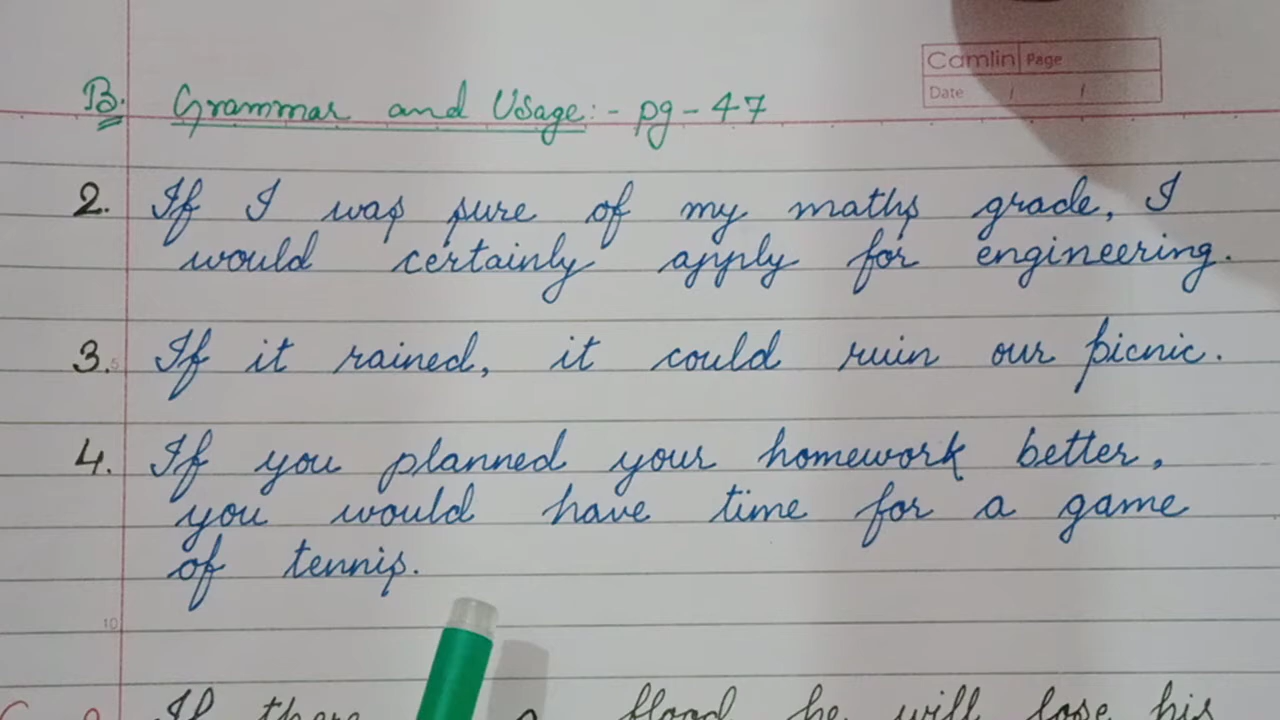 Camlin Page
Date / /
B. Grammar and Usage:- pg-47
2. If I was sure of my maths grade, I
would certainly apply for engineering.
3. If it rained, it could ruin our picnic.
4. If you planned your homework better,
you would have time for a game
of tennis.
10
If there flood he will lose his